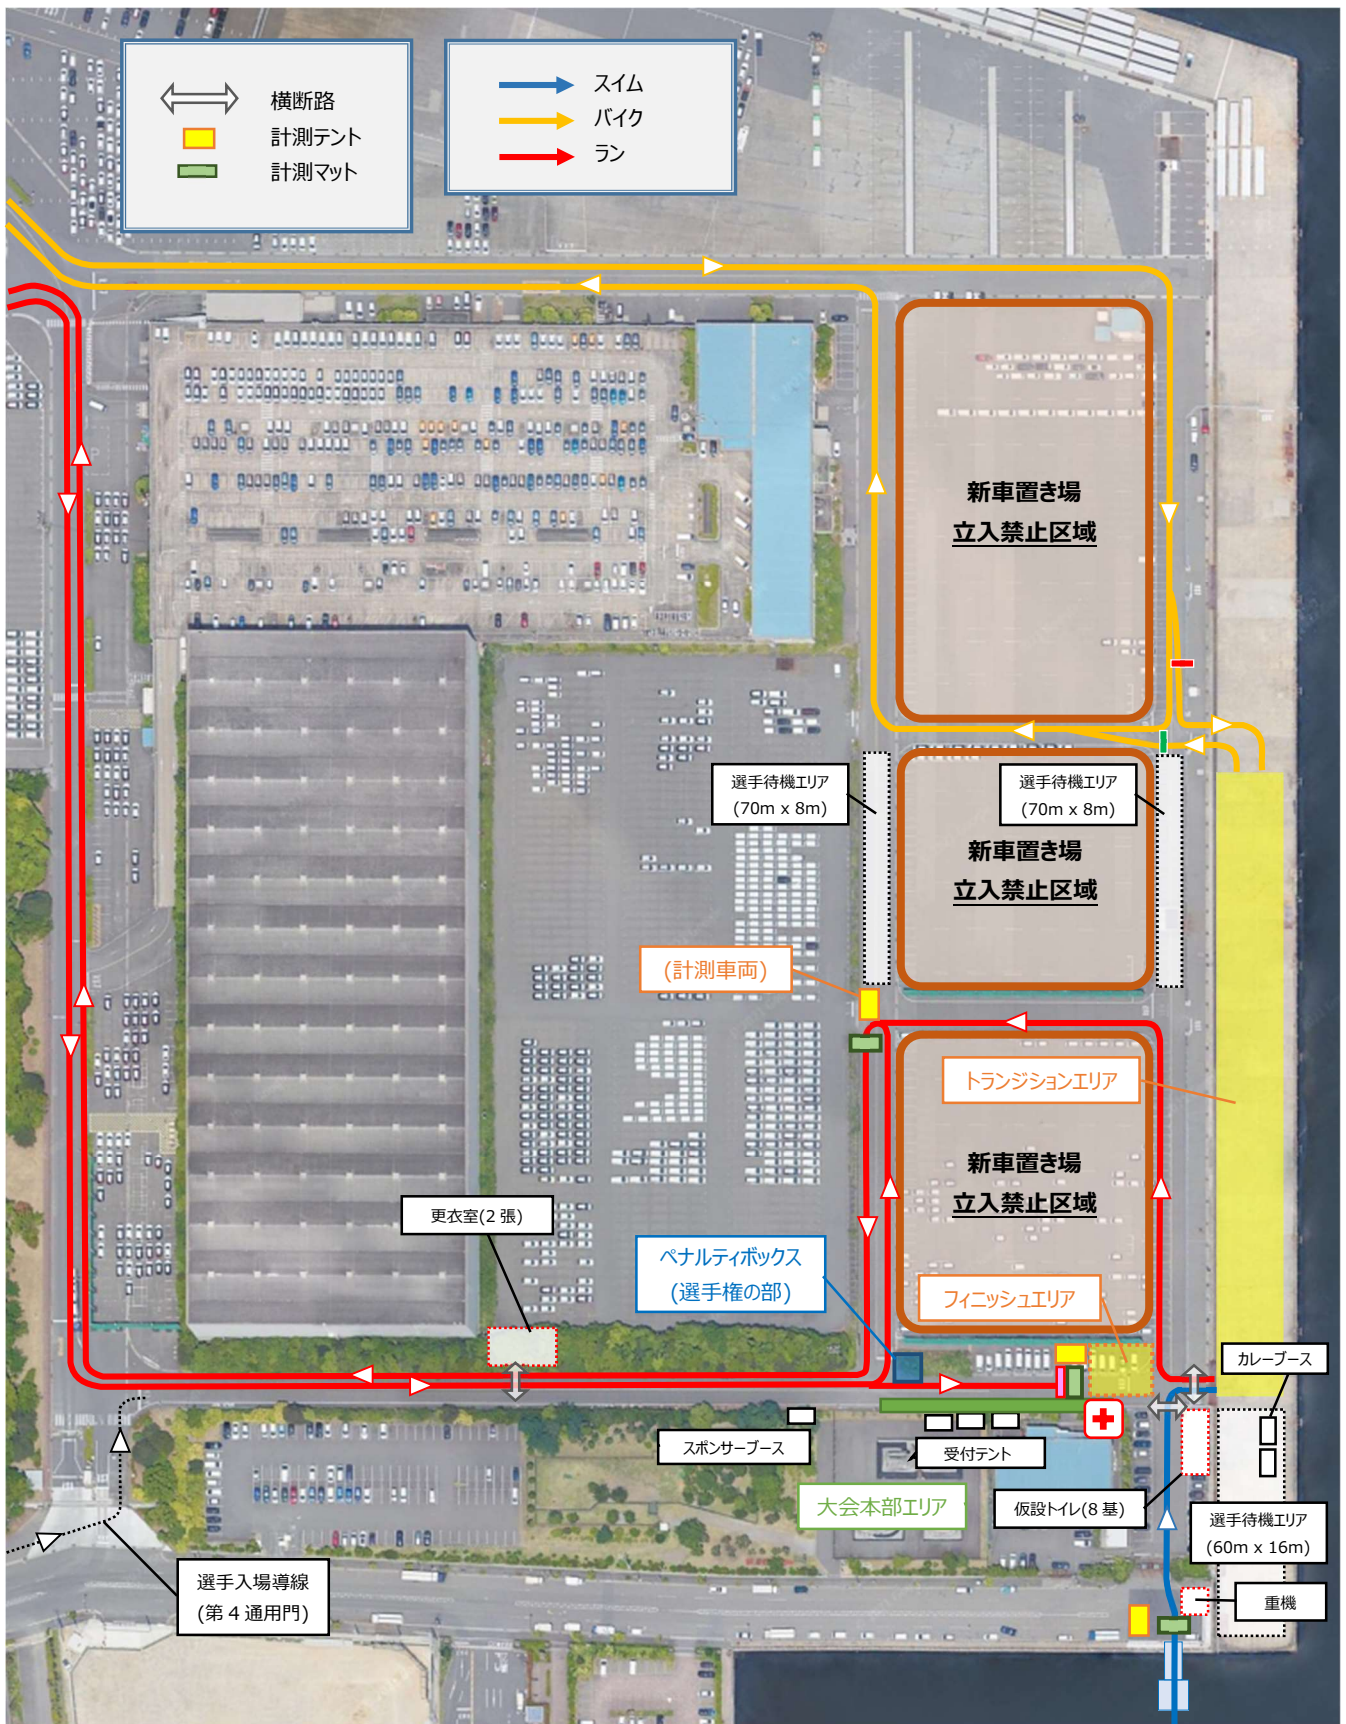 横断路
計測テント
計測マット
スイム
バイク
ラン
新車置き場
立入禁止区域
選手待機エリア
(70m x 8m)
選手待機エリア
(70m x 8m)
新車置き場
立入禁止区域
(計測車両)
トランジションエリア
新車置き場
立入禁止区域
更衣室(2 張)
ペナルティボックス
(選手権の部)
フィニッシュエリア
カレーブース
スポンサーブース
受付テント
大会本部エリア
仮設トイレ(8 基)
選手待機エリア
(60m x 16m)
選手入場導線
(第 4 通用門)
重機